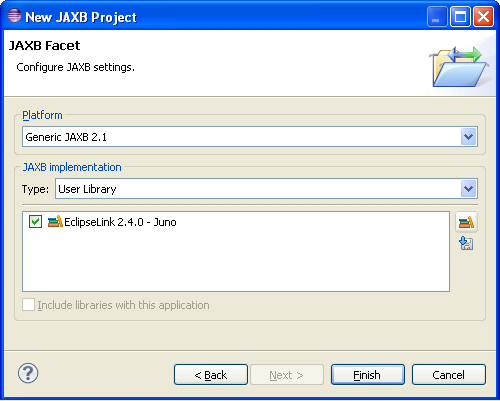 New JAXB Project
JAXB Facet
Configure JAXB settings.
Platform
Generic JAXB 2.1
JAXB implementation
Type: User Library
EclipseLink 2.4.0 - Juno
Include libraries with this application
? < Back Next > Finish Cancel